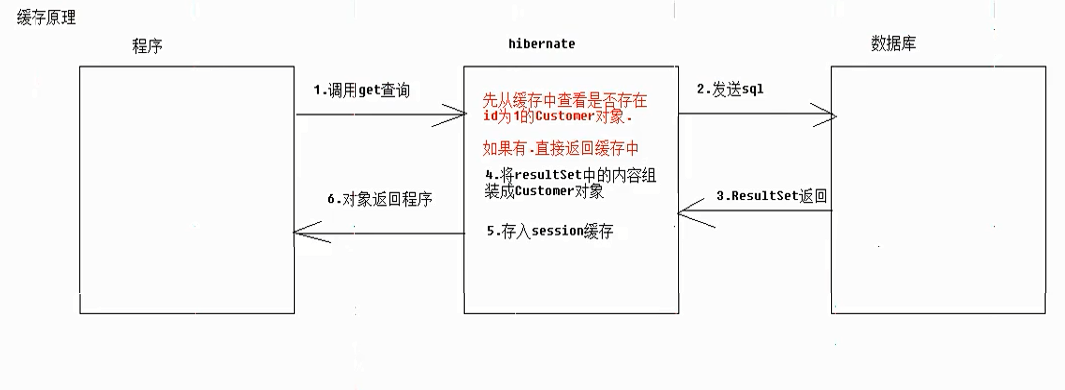 缓存原理
程序
hibernate
数据库
1.调用get查询
先从缓存中查看是否存在
id为1的Customer对象.
2.发送sql
如果有.直接返回缓存中
4.将resultSet中的内容组
装成Customer对象
3.ResultSet返回
6.对象返回程序
5.存入session缓存